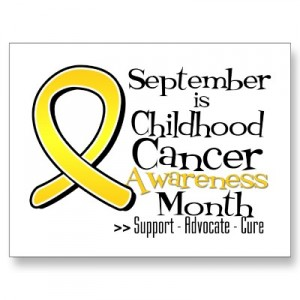 September
is
Childhood
Cancer
Awareness
Month
>> Support - Advocate - Cure